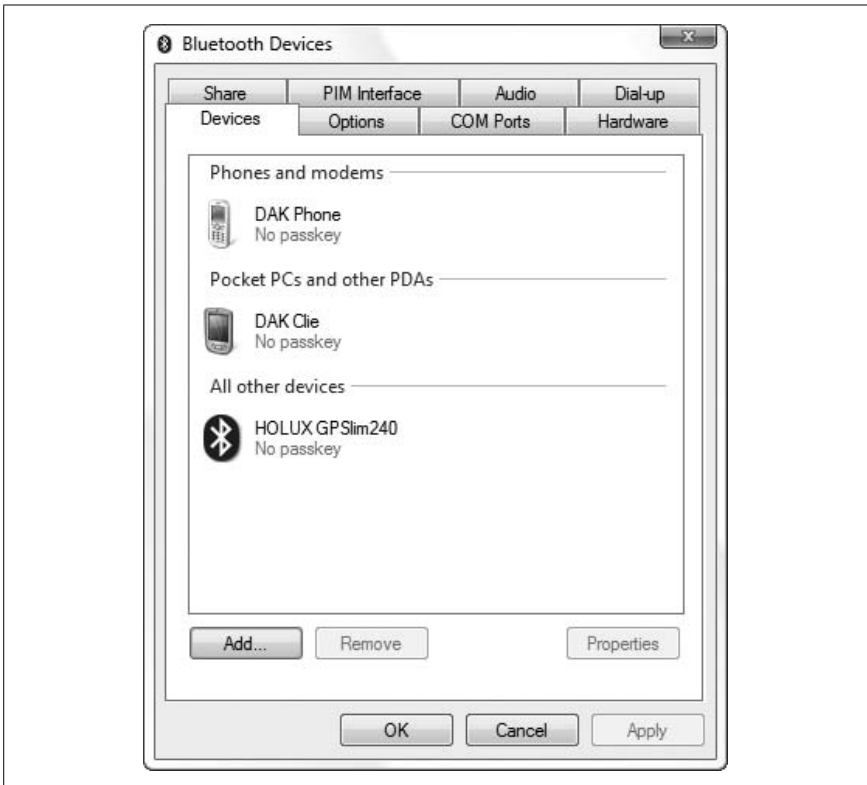 Bluetooth Devices
Share PIM Interface Audio Dial-up
Devices Options COM Ports Hardware
Phones and modems
DAK Phone
No passkey
Pocket PCs and other PDAs
DAK Clie
No passkey
All other devices
HOLUX GPSlim240
No passkey
Add... Remove Properties
OK Cancel Apply